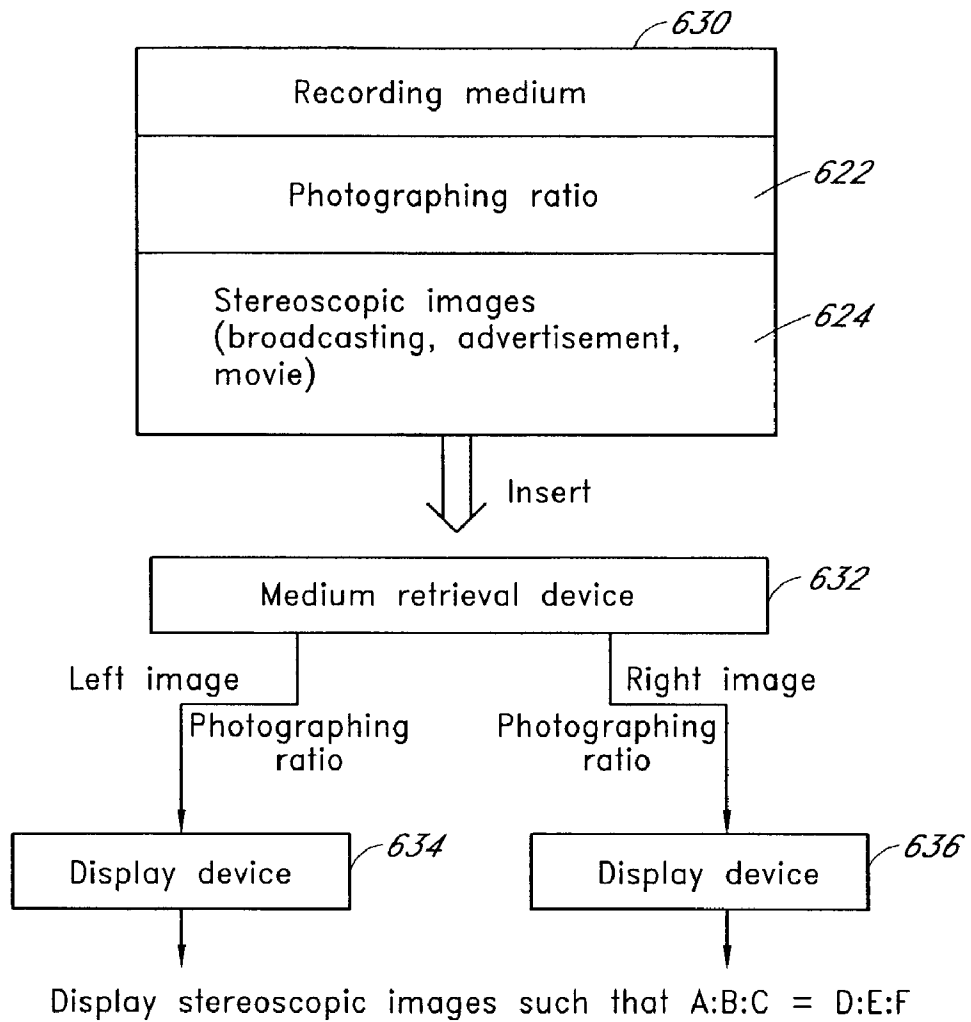 630
Recording medium
Photographing ratio
622
Stereoscopic images
(broadcasting, advertisement,
movie)
624
Insert
Medium retrieval device
632
Left image
Right image
Photographing
ratio
Photographing
ratio
Display device
634
Display device
636
Display stereoscopic images such that A:B:C = D:E:F